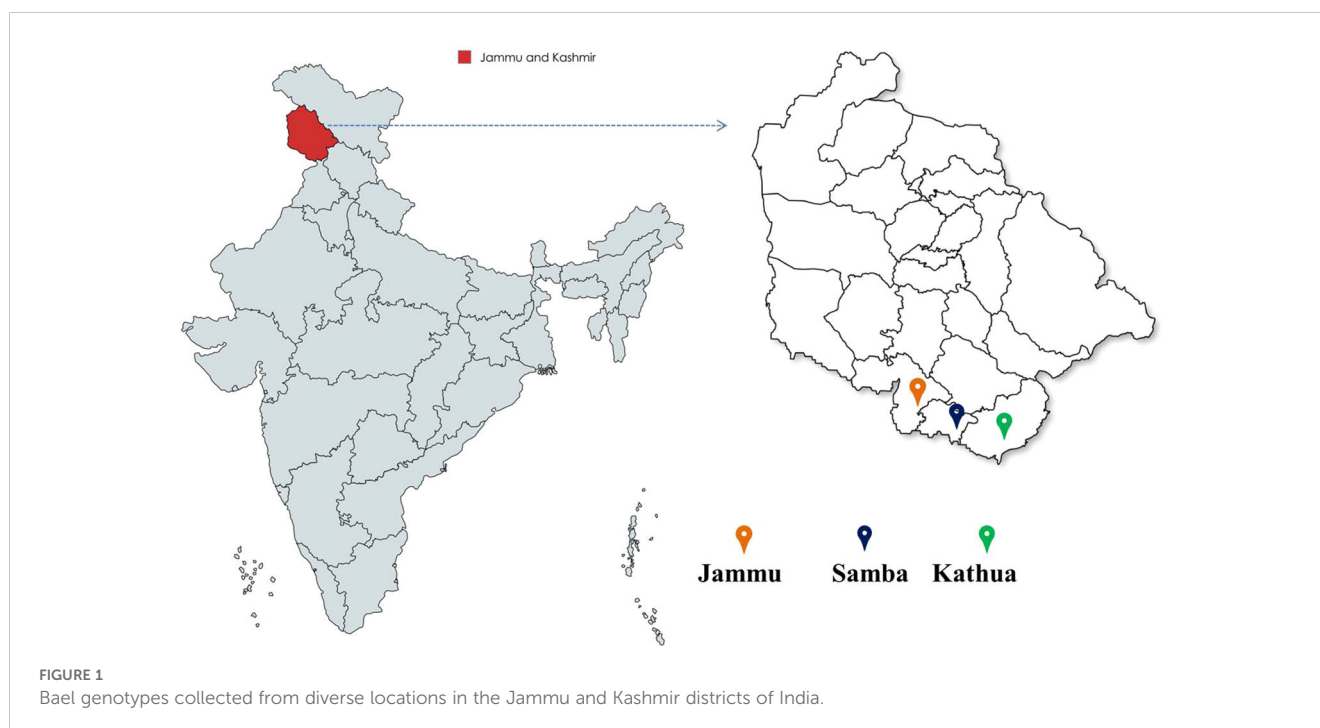 Jammu and Kashmir
Jammu Samba Kathua
FIGURE 1
Bael genotypes collected from diverse locations in the Jammu and Kashmir districts of India.